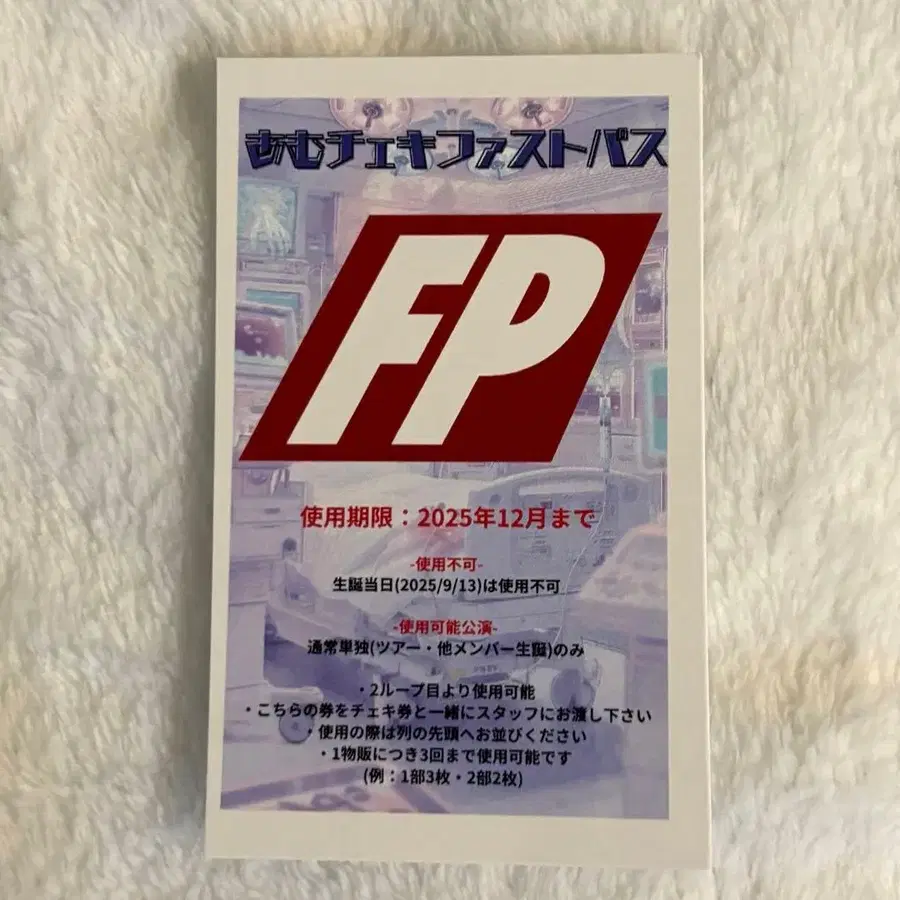 あむチェキファストパス
FP
使用期限：2025年12月まで
-使用不可-
生誕当日(2025/9/13)は使用不可
-使用可能公演-
通常単独(ツアー・他メンバー生誕)のみ
・2ループ目より使用可能
・こちらの券をチェキ券と一緒にスタッフにお渡し下さい
・使用の際は列の先頭へお並びください
・1物販につき3回まで使用可能です
(例：1部3枚・2部2枚)